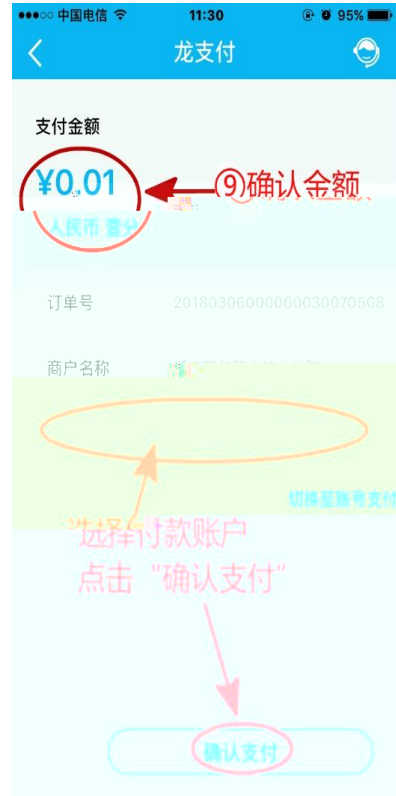 中国电信 11:30 95%
龙支付
支付金额
¥0.01
⑨确认金额
人民币 壹分
订单号 20180306000000030070568
商户名称
切换至账号支付
选择付款账户
点击“确认支付”
确认支付